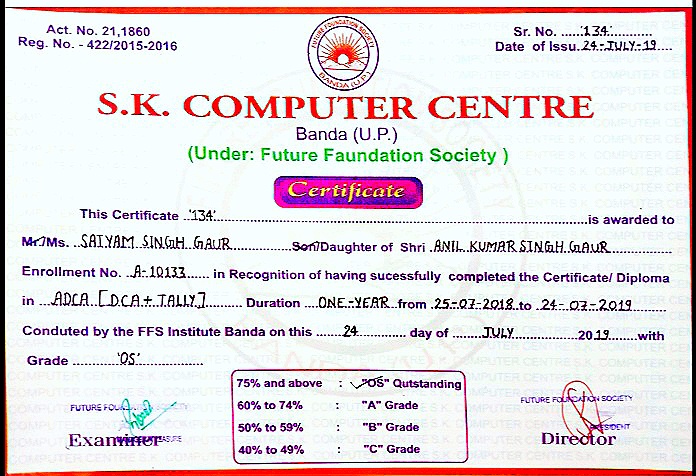 Act. No. 21,1860
Reg. No. - 422/2015-2016
FUTURE FOUNDATION SOCIETY
BANDA (U.P.)
Sr. No. .....'134'.........
Date of Issu.24-JULY-19....
S.K. COMPUTER CENTRE
Banda (U.P.)
(Under: Future Faundation Society )
Certificate
This Certificate ..'134'.......is awarded to
Mr/Ms. ..SATYAM SINGH GAUR.......Son/Daughter of Shri .ANIL KUMAR SINGH GAUR........
Enrollment No. .A-10133..... in Recognition of having sucessfully completed the Certificate/ Diploma
in ...ADCA [DCA+TALLY]........ Duration ...ONE-YEAR from 25-07-2018 to 24-07-2019
Conduted by the FFS Institute Banda on this .......24....... day of .......JULY....... 2019 with
Grade ..........'OS'..............
75% and above : "OS" Outstanding
60% to 74% : "A" Grade
50% to 59% : "B" Grade
40% to 49% : "C" Grade
FUTURE FOUNDATION SOCIETY
Examiner
FUTURE FOUNDATION SOCIETY
PRESIDENT
Director